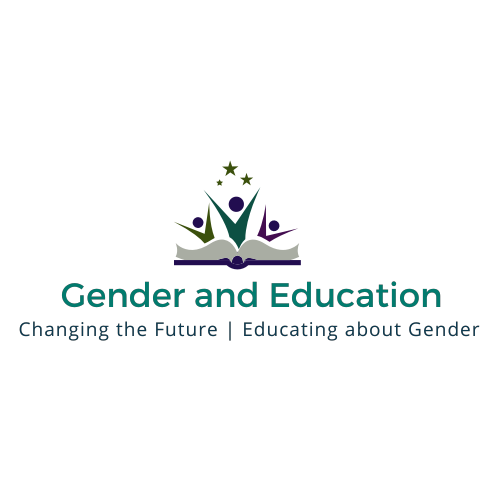 Gender and Education
Changing the Future | Educating about Gender